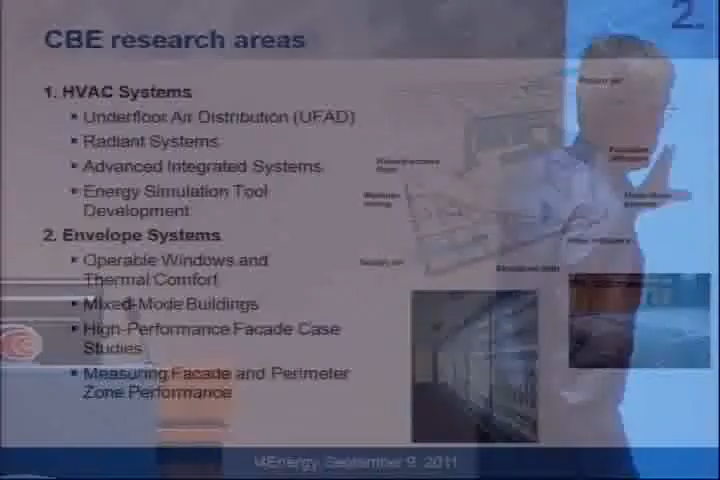 2
CBE research areas
1. HVAC Systems
▪ Underfloor Air Distribution (UFAD)
▪ Radiant Systems
▪ Advanced Integrated Systems
▪ Energy Simulation Tool
Development
2. Envelope Systems
▪ Operable Windows and
Thermal Comfort
▪ Mixed-Mode Buildings
▪ High-Performance Facade Case
Studies
▪ Measuring Facade and Perimeter
Zone Performance
September 9, 2011